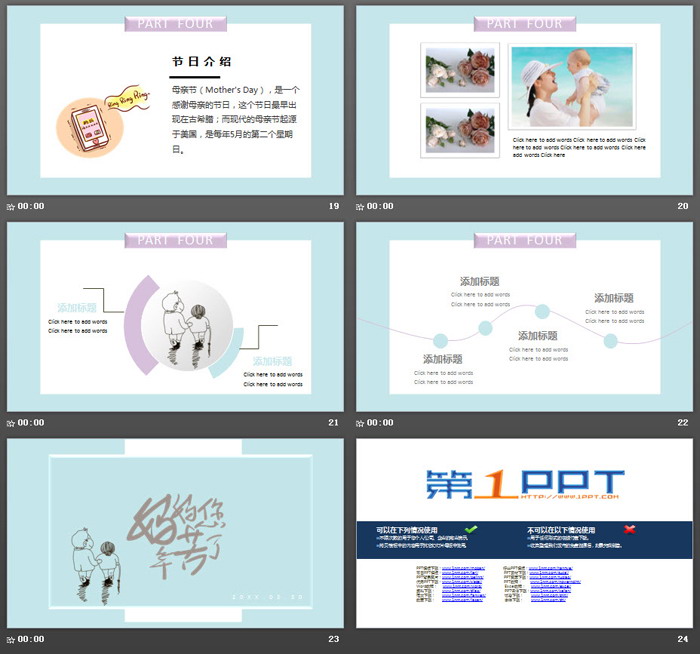 PART FOUR
节日介绍
母亲节（Mother's Day），是一个
感谢母亲的节日，这个节日最早出
现在古希腊；而现代的母亲节起源
于美国，是每年5月的第二个星期
日。
Ring Ring Ring
00:00
19
PART FOUR
Click here to add words Click here to add words Click
here to add words Click here to add words Click here to
add words Click here
00:00
20
PART FOUR
添加标题
Click here to add words
Click here to add words
添加标题
Click here to add words
Click here to add words
00:00
21
PART FOUR
添加标题
Click here to add words
Click here to add words
添加标题
Click here to add words
Click here to add words
添加标题
Click here to add words
Click here to add words
添加标题
Click here to add words
Click here to add words
00:00
22
妈妈您
辛苦了
00:00
23
第1PPT
HTTP://WWW.1PPT.COM
可以在下列情况使用
不可以在以下情况使用
00:00
24